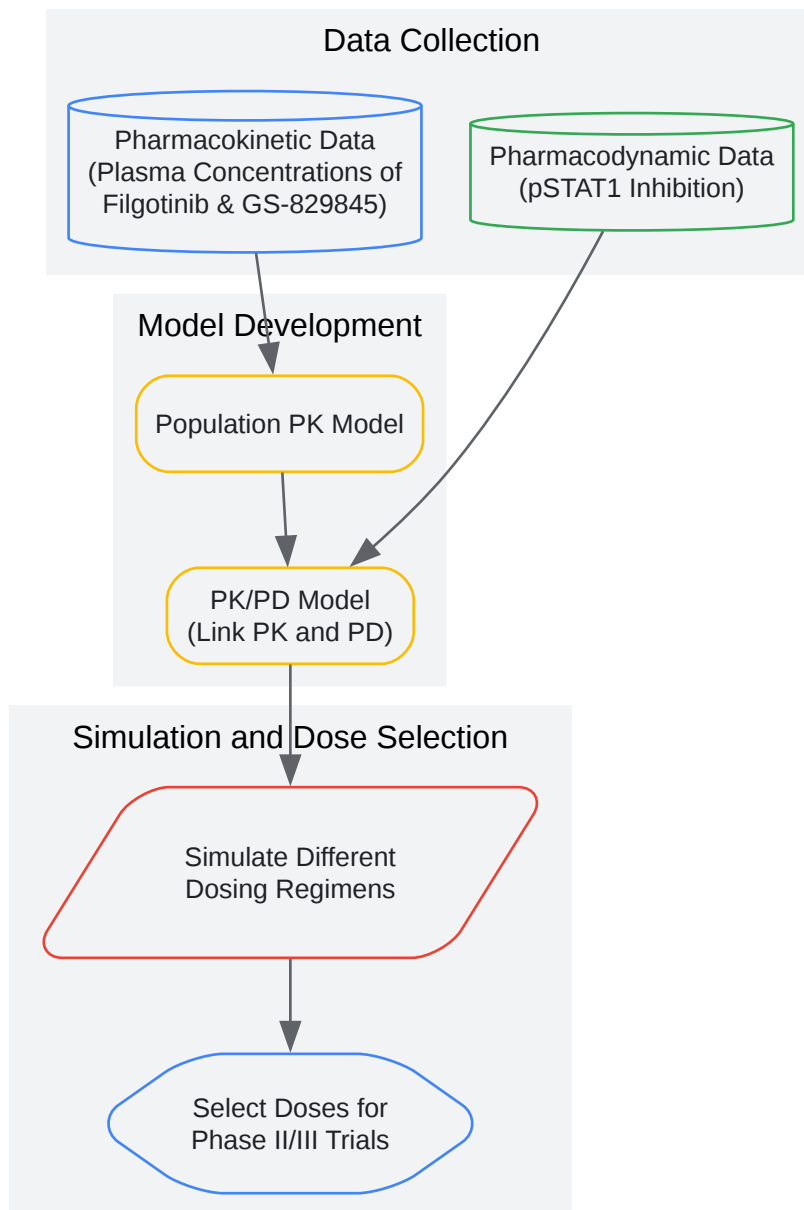 Data Collection
Pharmacokinetic Data
(Plasma Concentrations of
Filgotinib & GS-829845)
Pharmacodynamic Data
(pSTAT1 Inhibition)
Model Development
Population PK Model
PK/PD Model
(Link PK and PD)
Simulation and Dose Selection
Simulate Different
Dosing Regimens
Select Doses for
Phase II/III Trials